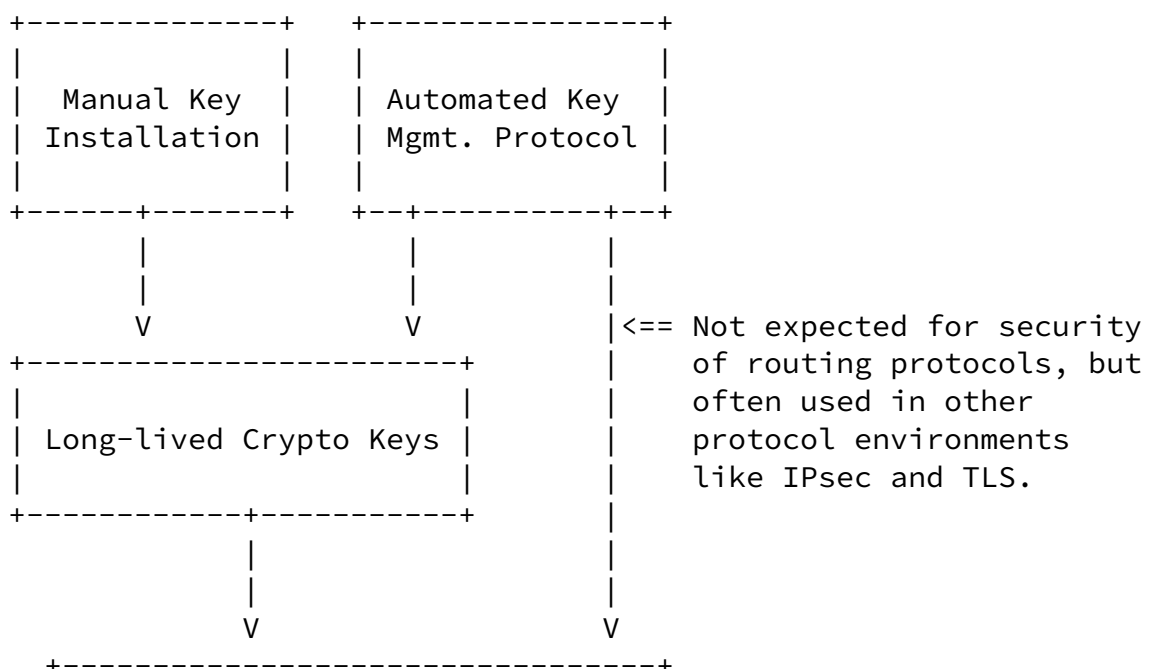 +--------------+   +----------------+
|              |   |                |
|  Manual Key  |   | Automated Key  |
| Installation |   | Mgmt. Protocol |
|              |   |                |
+------+-------+   +--+----------+--+
       |              |          |
       |              |          |
       V              V          |<== Not expected for security
+------------------------+       |    of routing protocols, but
|                        |       |    often used in other
| Long-lived Crypto Keys |       |    protocol environments
|                        |       |    like IPsec and TLS.
+------------+-----------+       |
             |                   |
             |                   |
             V                   V
  +---------------------------------+